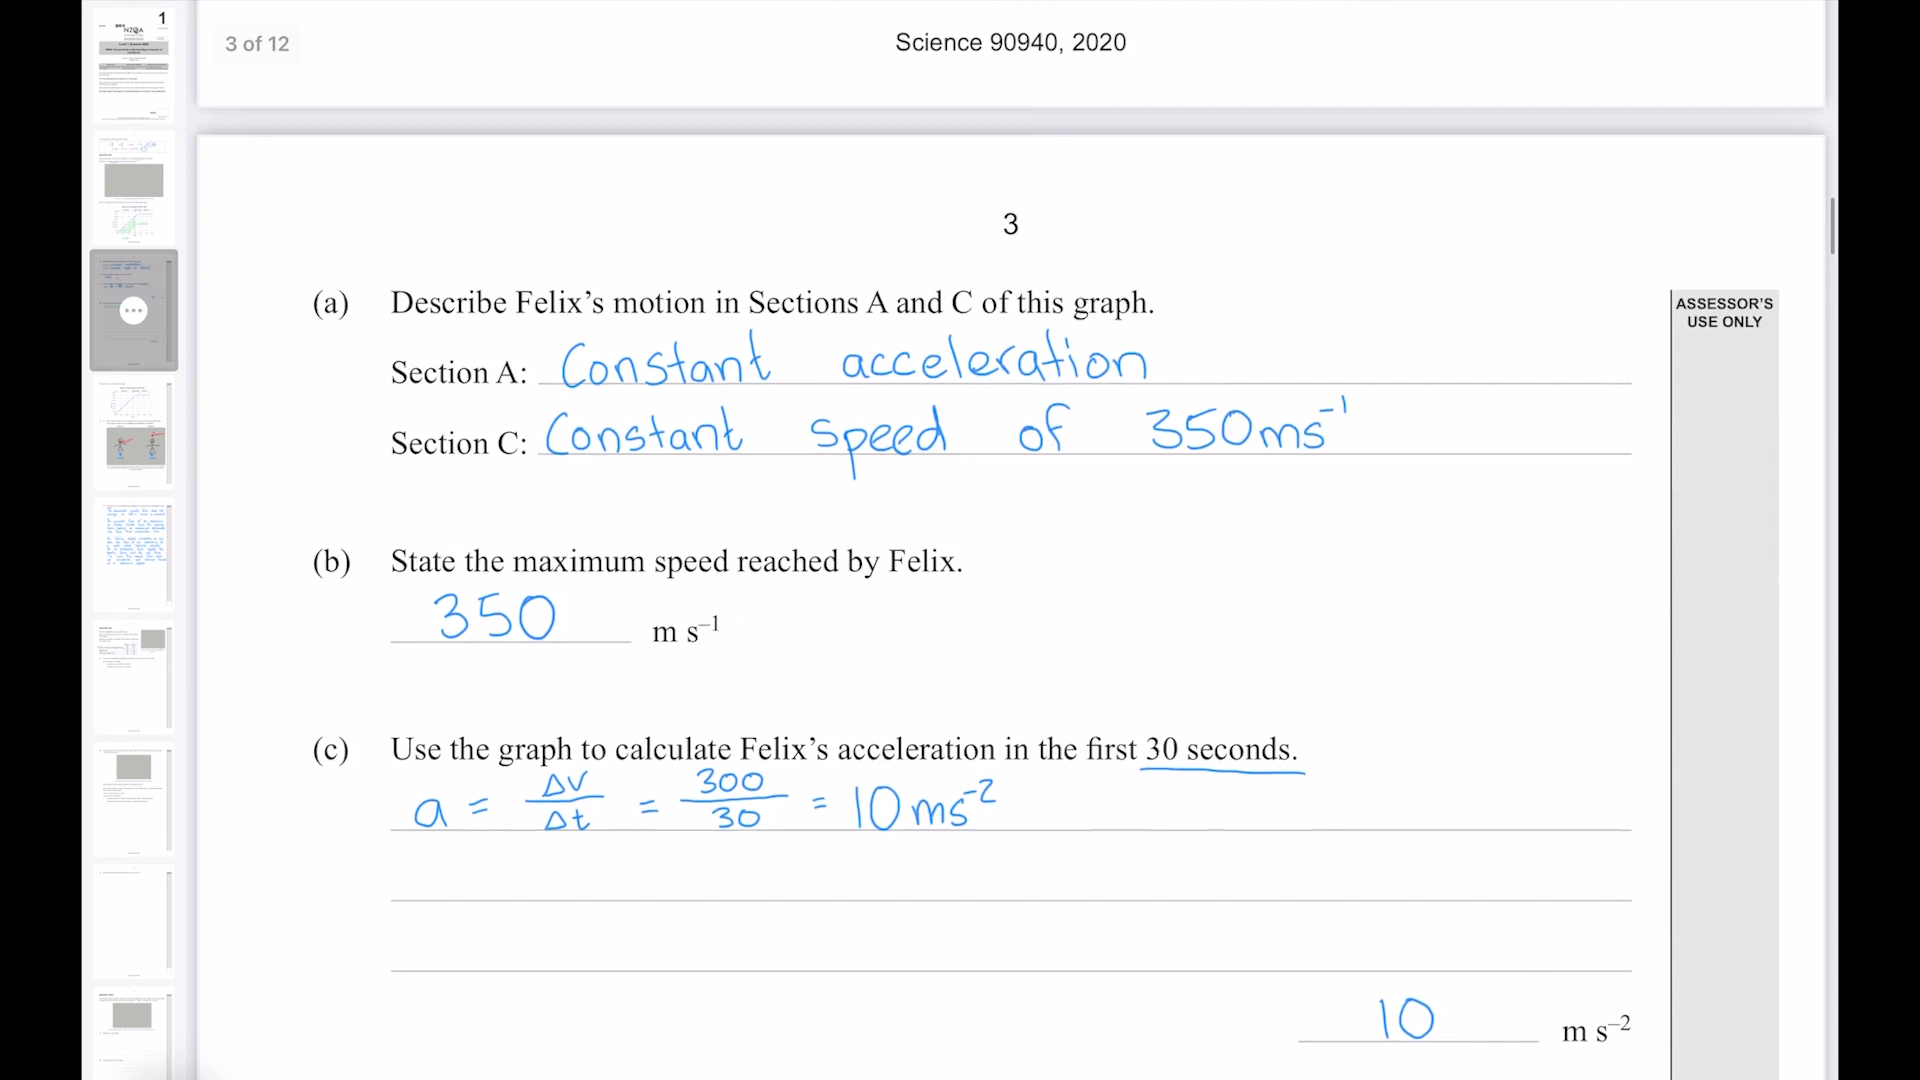 1
NZQA
3 of 12
Science 90940, 2020
3
(a) Describe Felix’s motion in Sections A and C of this graph.
ASSESSOR’S
USE ONLY
Section A: Constant acceleration
Section C: Constant speed of 350ms⁻¹
(b) State the maximum speed reached by Felix.
350 m s⁻¹
(c) Use the graph to calculate Felix’s acceleration in the first 30 seconds.
a = ΔV/Δt = 300/30 = 10ms⁻²
10 m s⁻²